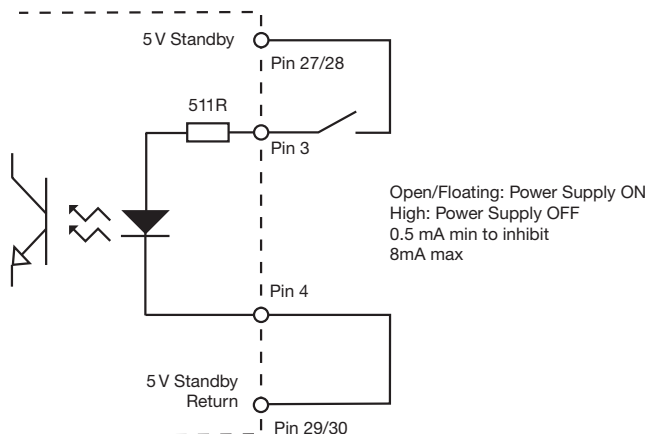 5 V Standby
Pin 27/28
511R
Pin 3
Open/Floating: Power Supply ON
High: Power Supply OFF
0.5 mA min to inhibit
8mA max
Pin 4
5 V Standby
Return
Pin 29/30